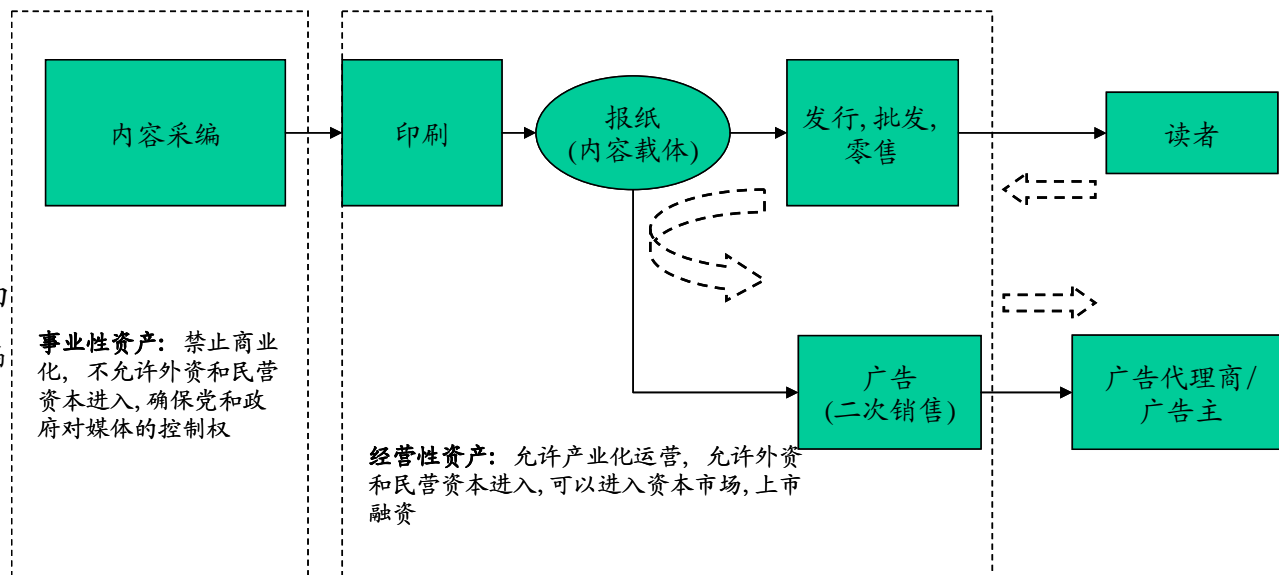 内容采编
印刷
报纸
(内容载体)
发行, 批发,
零售
读者
事业性资产： 禁止商业
化， 不允许外资和民营
资本进入, 确保党和政
府对媒体的控制权
广告
(二次销售)
广告代理商/
广告主
经营性资产： 允许产业化运营， 允许外资
和民营资本进入, 可以进入资本市场, 上市
融资